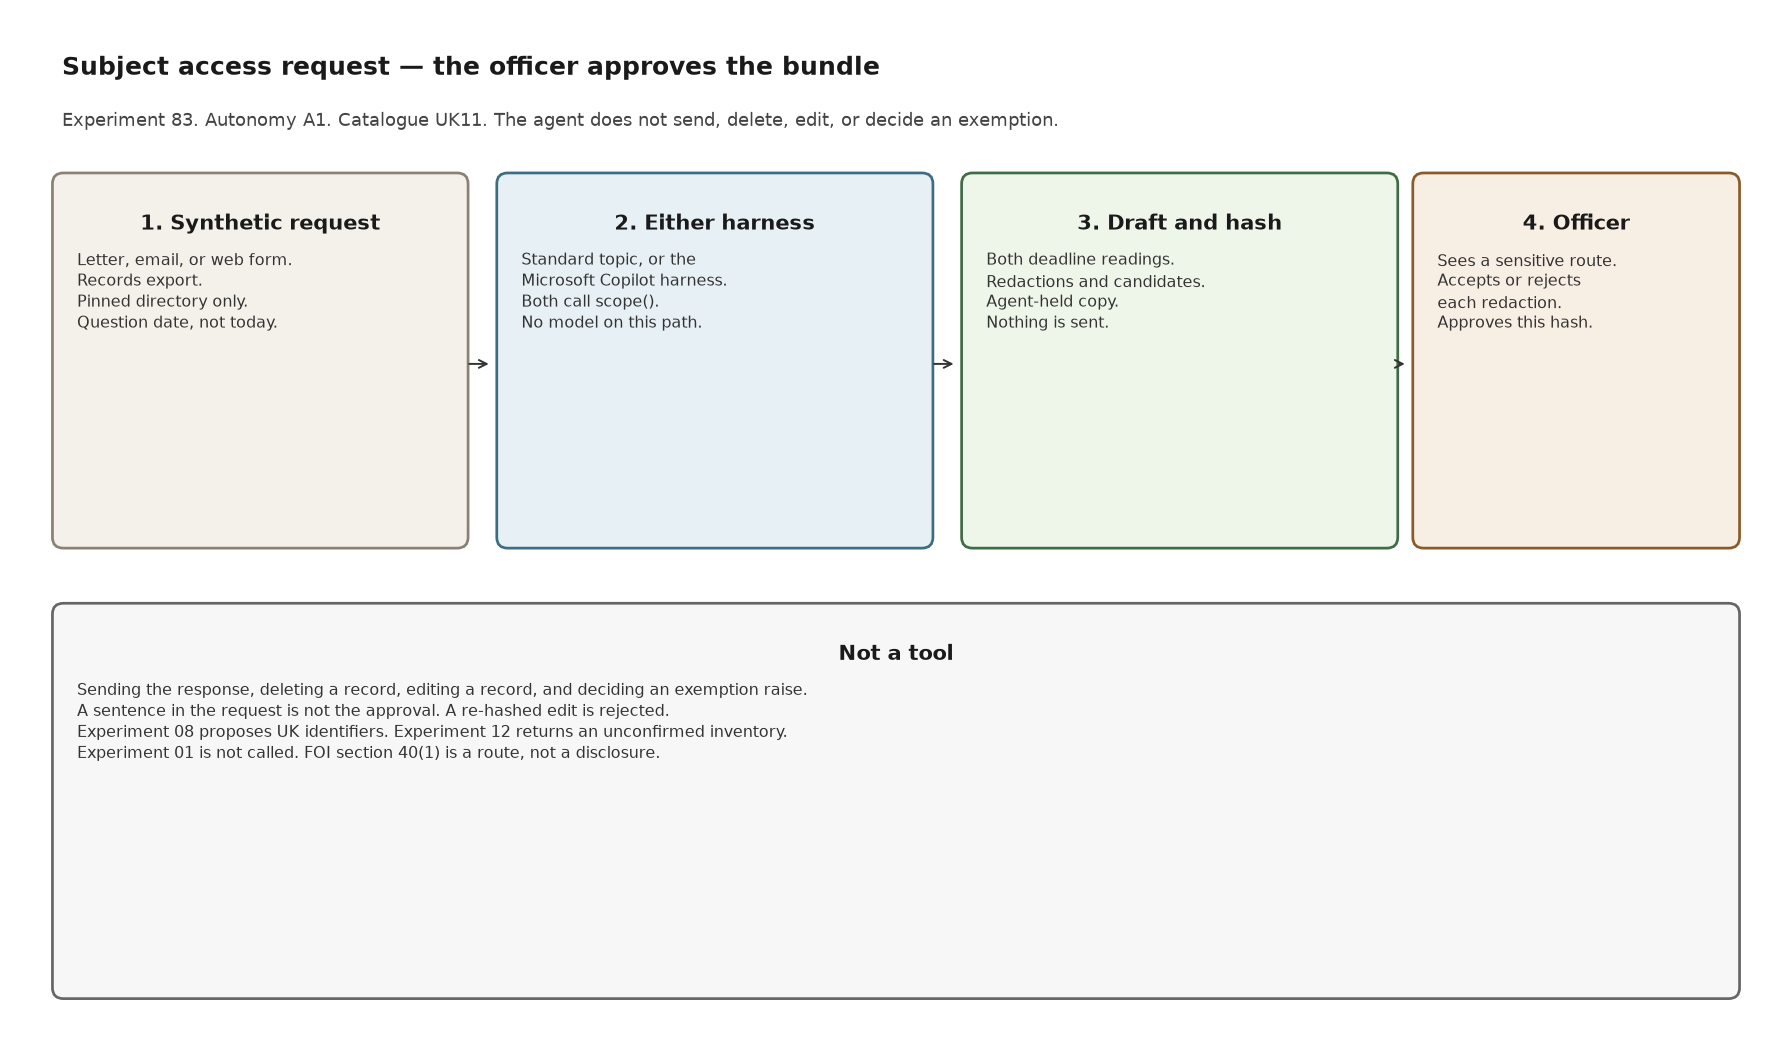 Subject access request — the officer approves the bundle
Experiment 83. Autonomy A1. Catalogue UK11. The agent does not send, delete, edit, or decide an exemption.
1. Synthetic request
Letter, email, or web form.
Records export.
Pinned directory only.
Question date, not today.
2. Either harness
Standard topic, or the
Microsoft Copilot harness.
Both call scope().
No model on this path.
3. Draft and hash
Both deadline readings.
Redactions and candidates.
Agent-held copy.
Nothing is sent.
4. Officer
Sees a sensitive route.
Accepts or rejects
each redaction.
Approves this hash.
Not a tool
Sending the response, deleting a record, editing a record, and deciding an exemption raise.
A sentence in the request is not the approval. A re-hashed edit is rejected.
Experiment 08 proposes UK identifiers. Experiment 12 returns an unconfirmed inventory.
Experiment 01 is not called. FOI section 40(1) is a route, not a disclosure.